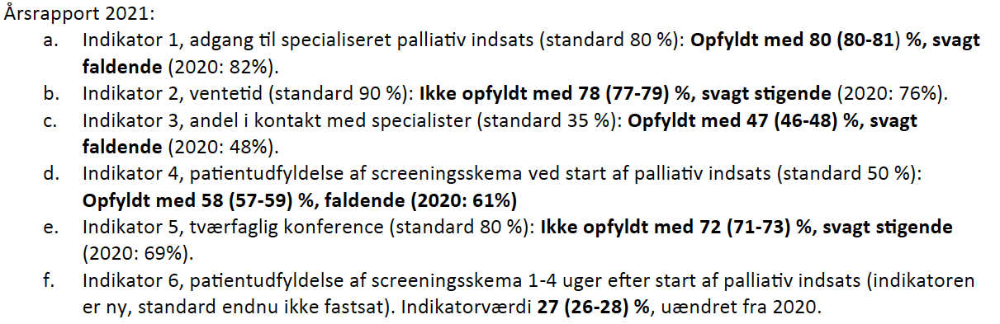 Årsrapport 2021:
a. Indikator 1, adgang til specialiseret palliativ indsats (standard 80 %): Opfyldt med 80 (80-81) %, svagt
faldende (2020: 82%).
b. Indikator 2, ventetid (standard 90 %): Ikke opfyldt med 78 (77-79) %, svagt stigende (2020: 76%).
c. Indikator 3, andel i kontakt med specialister (standard 35 %): Opfyldt med 47 (46-48) %, svagt
faldende (2020: 48%).
d. Indikator 4, patientudfyldelse af screeningsskema ved start af palliativ indsats (standard 50 %):
Opfyldt med 58 (57-59) %, faldende (2020: 61%)
e. Indikator 5, tværfaglig konference (standard 80 %): Ikke opfyldt med 72 (71-73) %, svagt stigende
(2020: 69%).
f. Indikator 6, patientudfyldelse af screeningsskema 1-4 uger efter start af palliativ indsats (indikatoren
er ny, standard endnu ikke fastsat). Indikatorværdi 27 (26-28) %, uændret fra 2020.